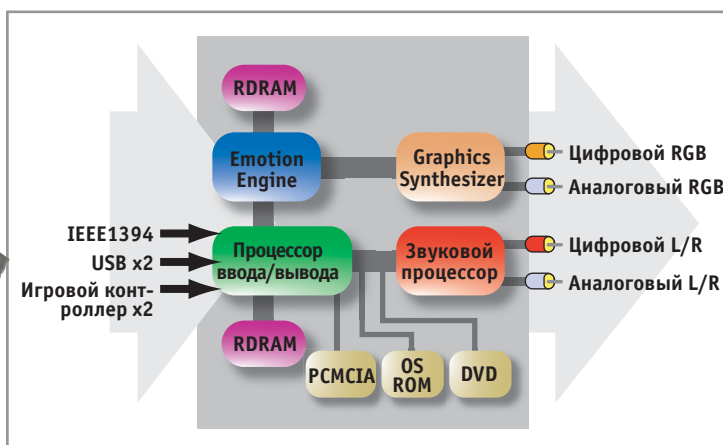 RDRAM
Emotion
Engine
Graphics
Synthesizer
Цифровой RGB
Аналоговый RGB
IEEE1394
USB x2
Игровой конт-
роллер x2
Процессор
ввода/вывода
Звуковой
процессор
Цифровой L/R
Аналоговый L/R
RDRAM
PCMCIA
OS
ROM
DVD